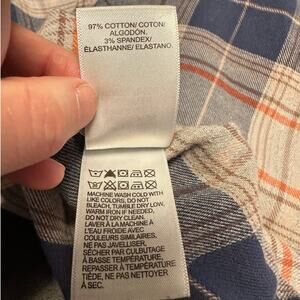 97% COTTON/ COTON/
ALGODÓN.
3% SPANDEX/
ÉLASTHANNE/ ELASTANO.
MACHINE WASH COLD WITH
LIKE COLORS, DO NOT
BLEACH, TUMBLE DRY LOW,
WARM IRON IF NEEDED,
DO NOT DRY CLEAN.
LAVER À LA MACHINE
À L'EAU FROIDE AVEC
COULEURS SIMILAIRES,
NE PAS JAVELLISER,
SÉCHER PAR CULBUTAGE
À BASSE TEMPÉRATURE,
REPASSER À TEMPÉRATURE
TIÈDE, NE PAS NETTOYER
À SEC.